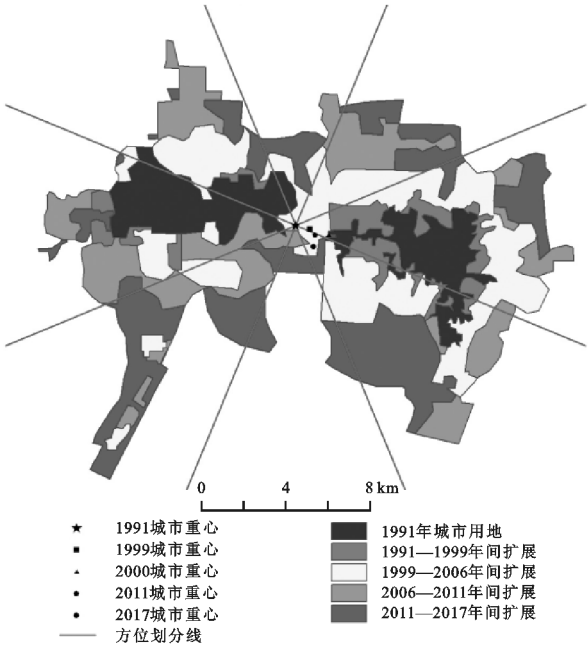 0 4 8 km
1991城市重心
1999城市重心
2000城市重心
2011城市重心
2017城市重心
方位划分线
1991年城市用地
1991—1999年间扩展
1999—2006年间扩展
2006—2011年间扩展
2011—2017年间扩展